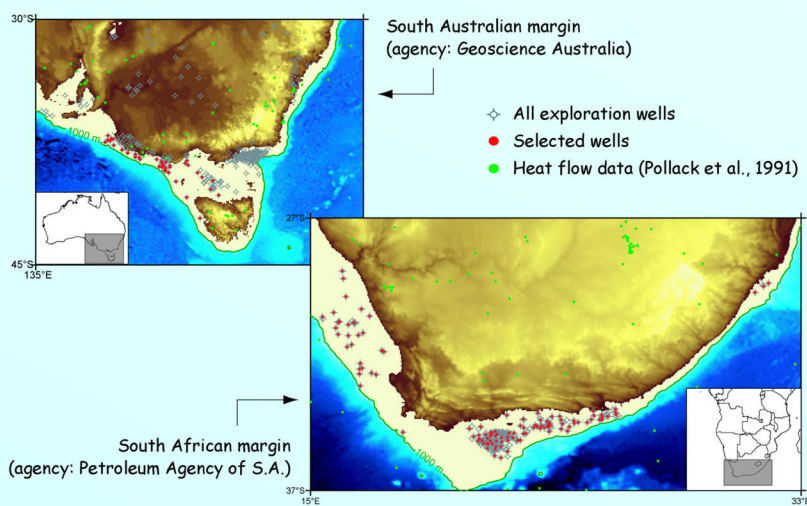 30°S
South Australian margin
(agency: Geoscience Australia)
All exploration wells
Selected wells
Heat flow data (Pollack et al., 1991)
1000 m
27°S
45°S
135°E
South African margin
(agency: Petroleum Agency of S.A.)
1000 m
37°S
15°E
33°E